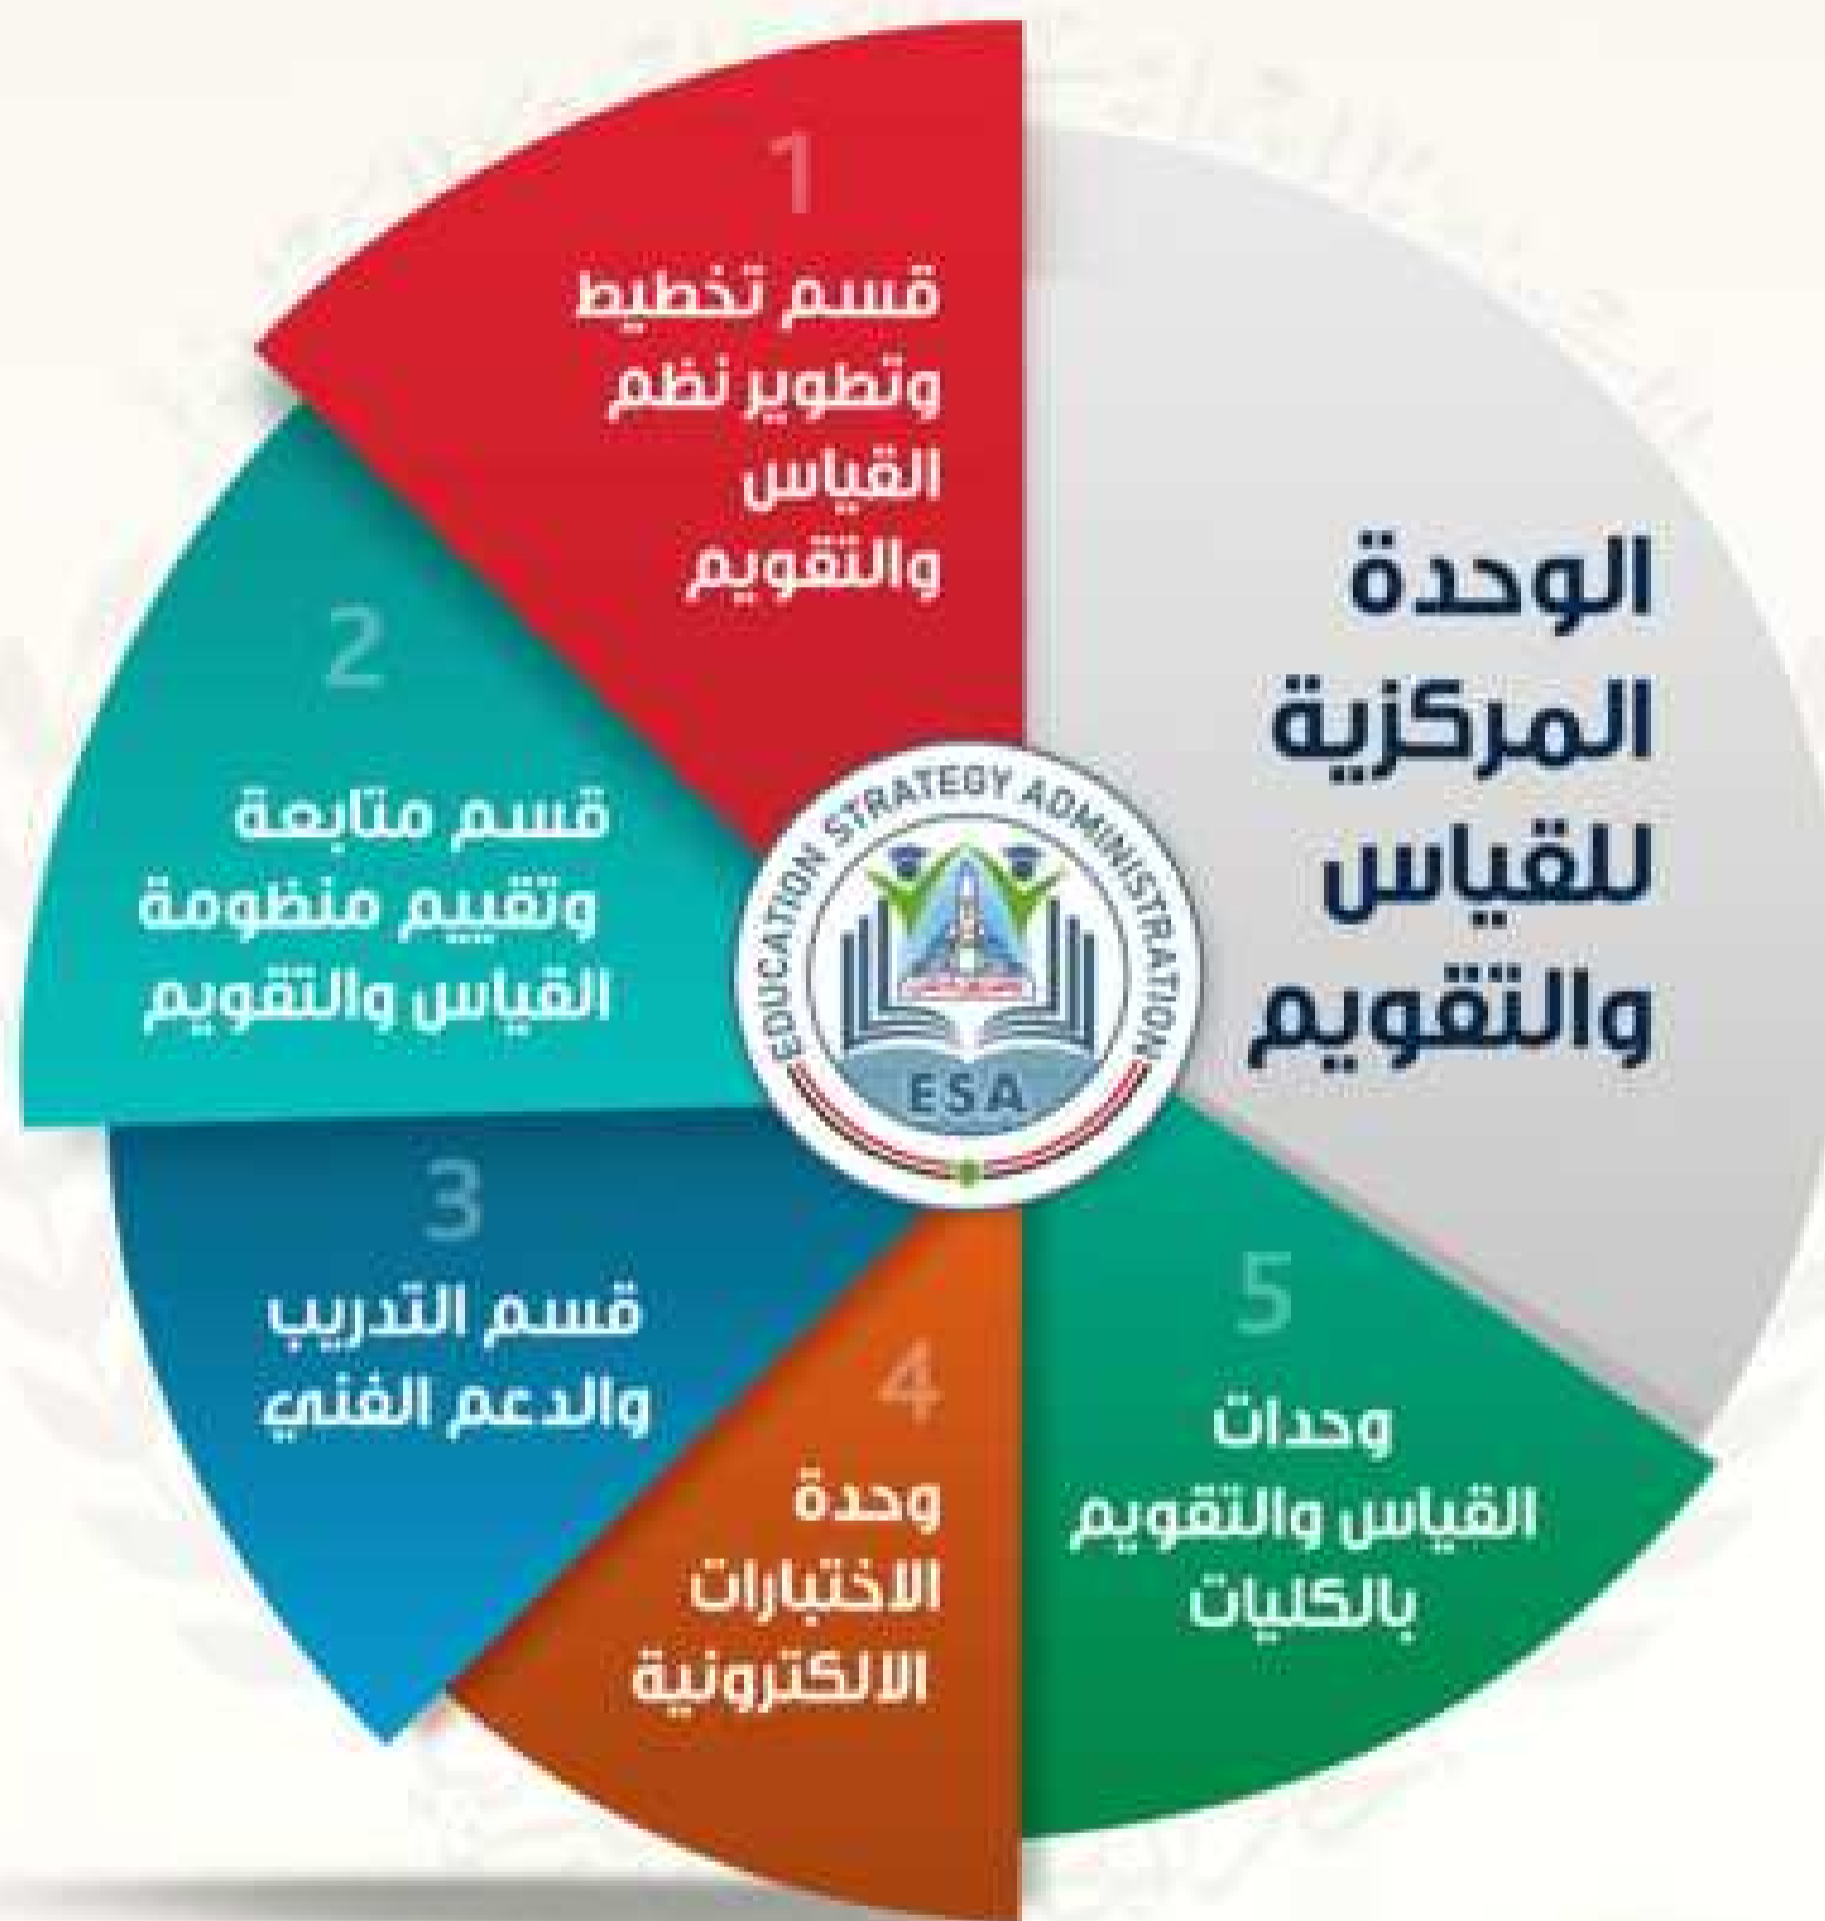 الوحدة
المركزية
للقياس
والتقويم
1
قسم تخطيط
وتطوير نظم
القياس
والتقويم
2
قسم متابعة
وتقييم منظومة
القياس والتقويم
3
قسم التدريب
والدعم الفني
4
وحدة
الاختبارات
الالكترونية
5
وحدات
القياس والتقويم
بالكليات
EDUCATION STRATEGY ADMINISTRATION
ESA